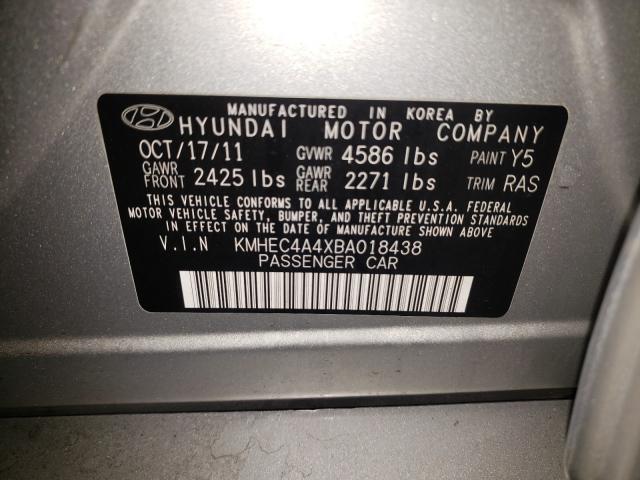 MANUFACTURED IN KOREA BY
HYUNDAI MOTOR COMPANY
OCT/17/11 GVWR 4586 lbs PAINT Y5
GAWR FRONT 2425 lbs GAWR REAR 2271 lbs TRIM RAS
THIS VEHICLE CONFORMS TO ALL APPLICABLE U.S.A. FEDERAL
MOTOR VEHICLE SAFETY, BUMPER, AND THEFT PREVENTION STANDARDS
IN EFFECT ON THE DATE OF MANUFACTURE SHOWN ABOVE.
V.I.N KMHEC4A4XBA018438
PASSENGER CAR